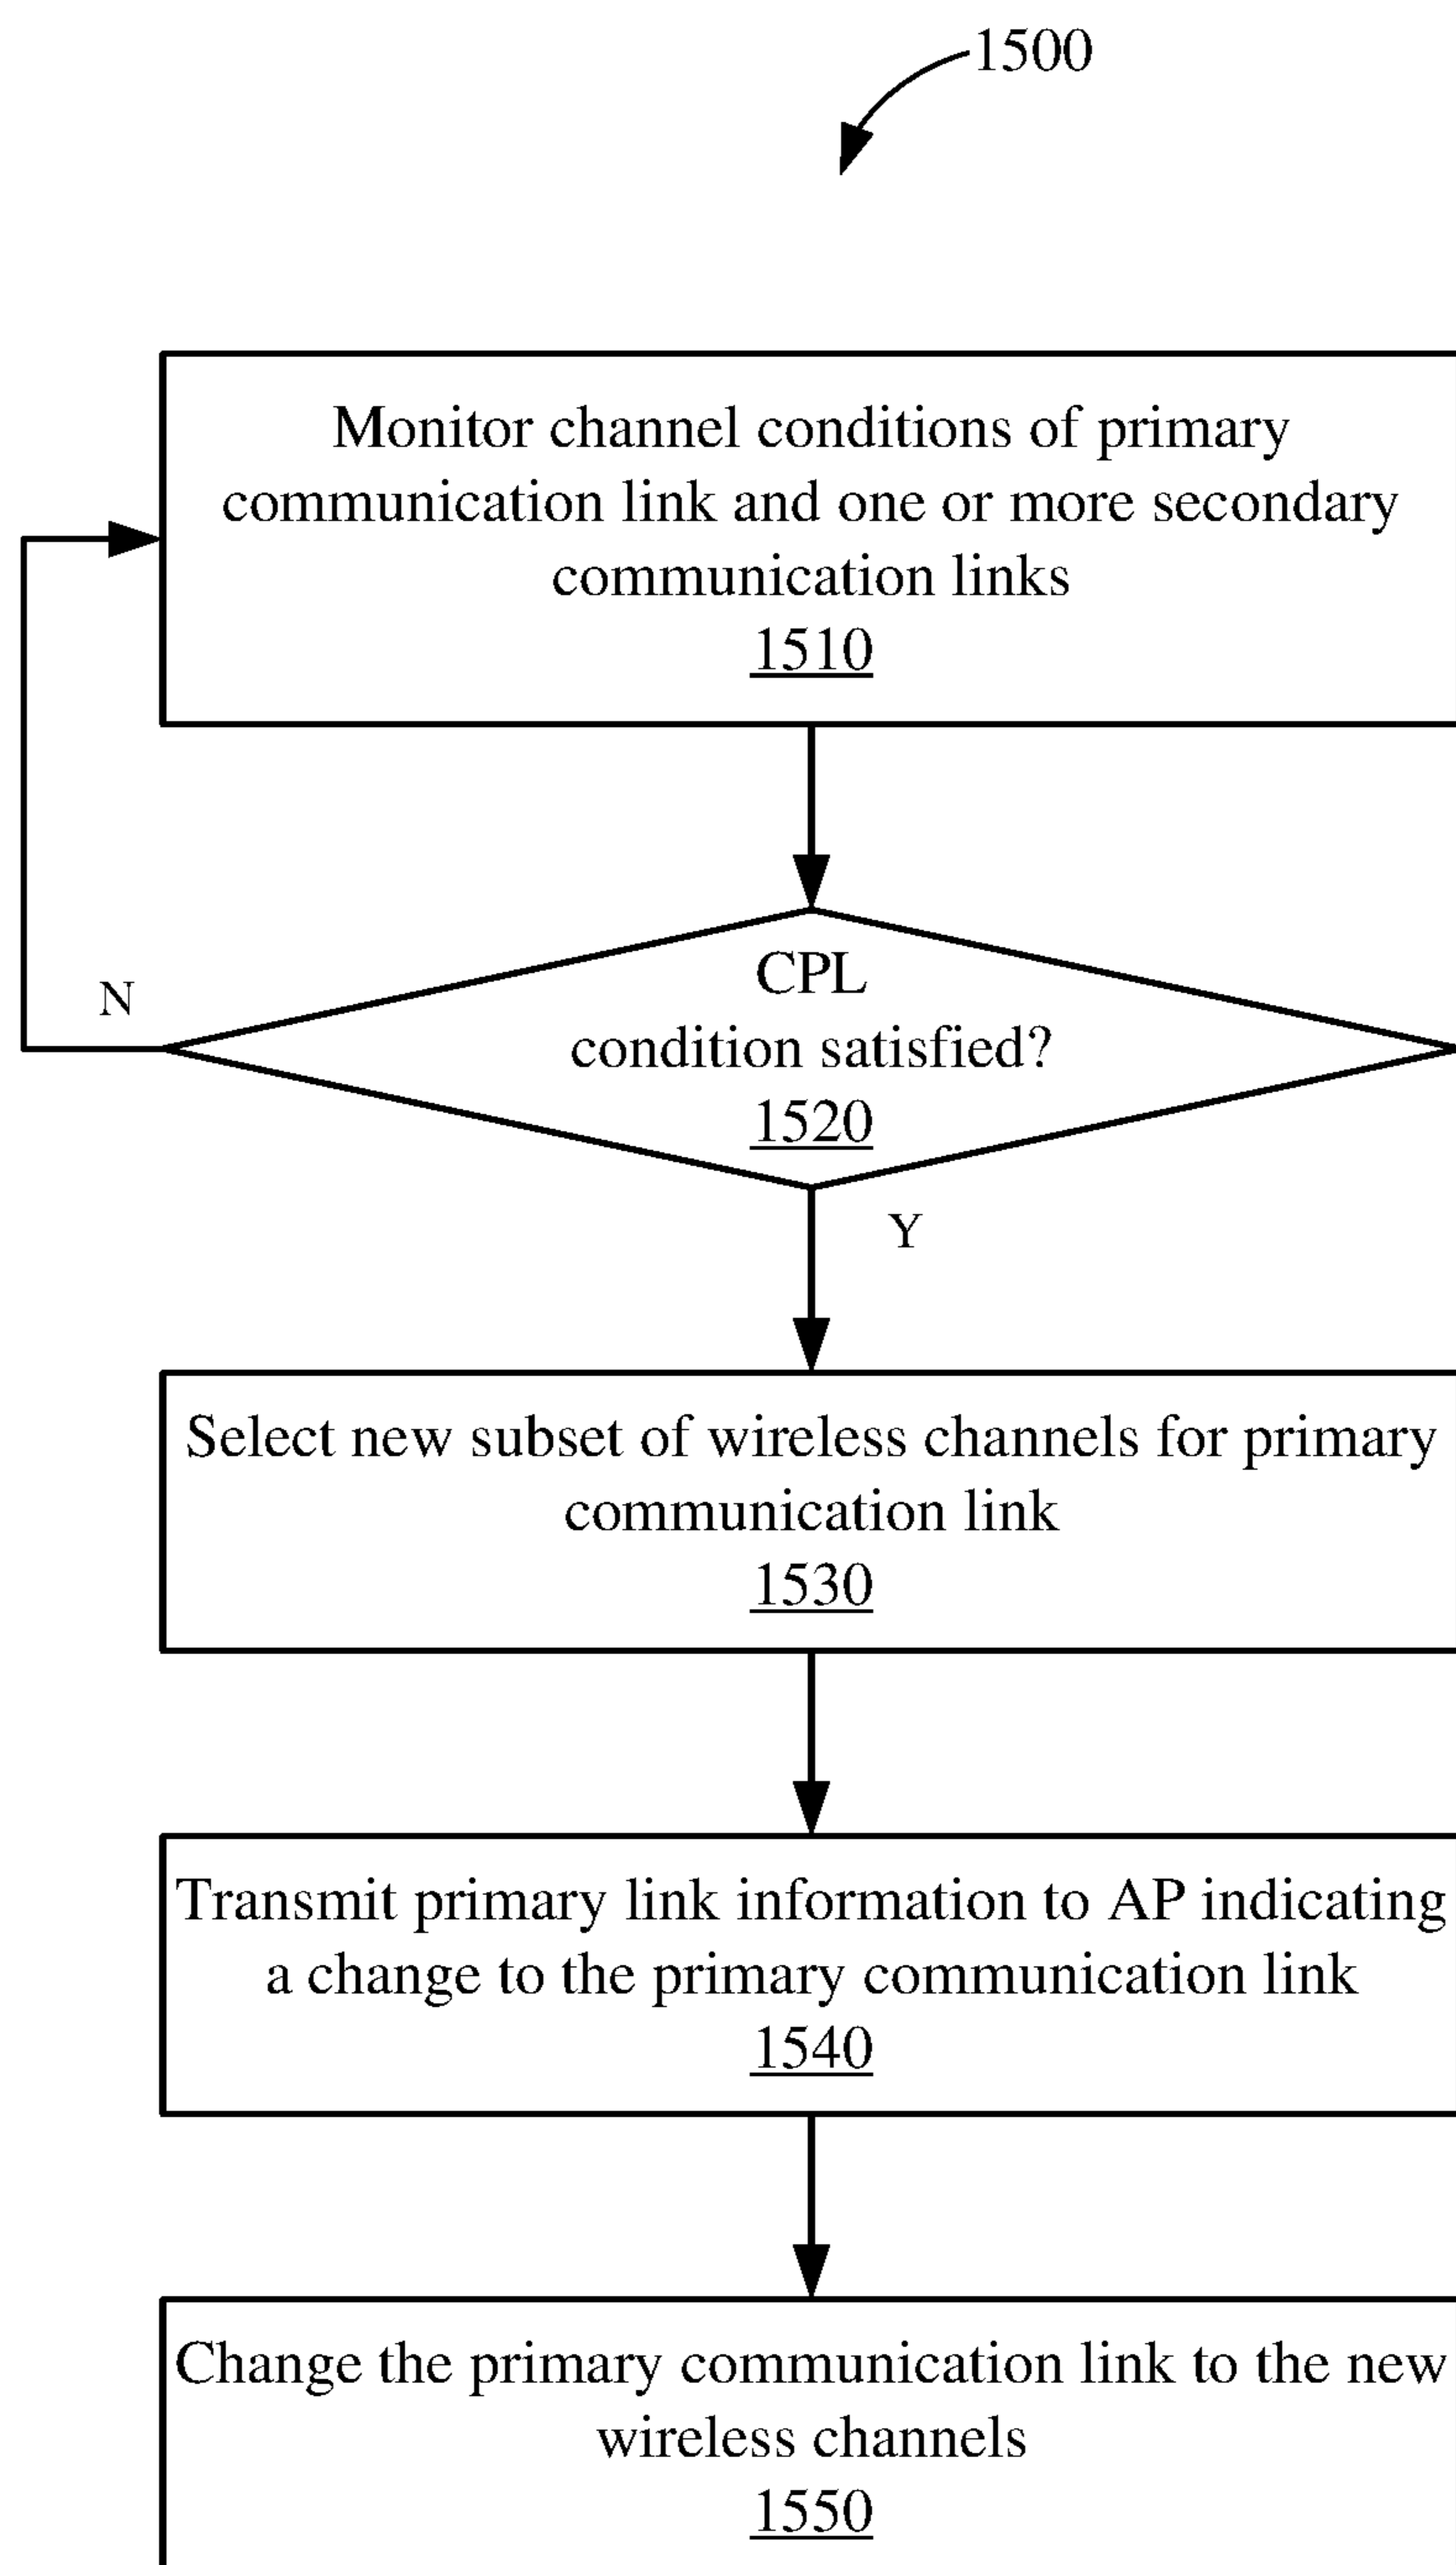 1500
Monitor channel conditions of primary
communication link and one or more secondary
communication links
1510
CPL
condition satisfied?
1520
N
Y
Select new subset of wireless channels for primary
communication link
1530
Transmit primary link information to AP indicating
a change to the primary communication link
1540
Change the primary communication link to the new
wireless channels
1550